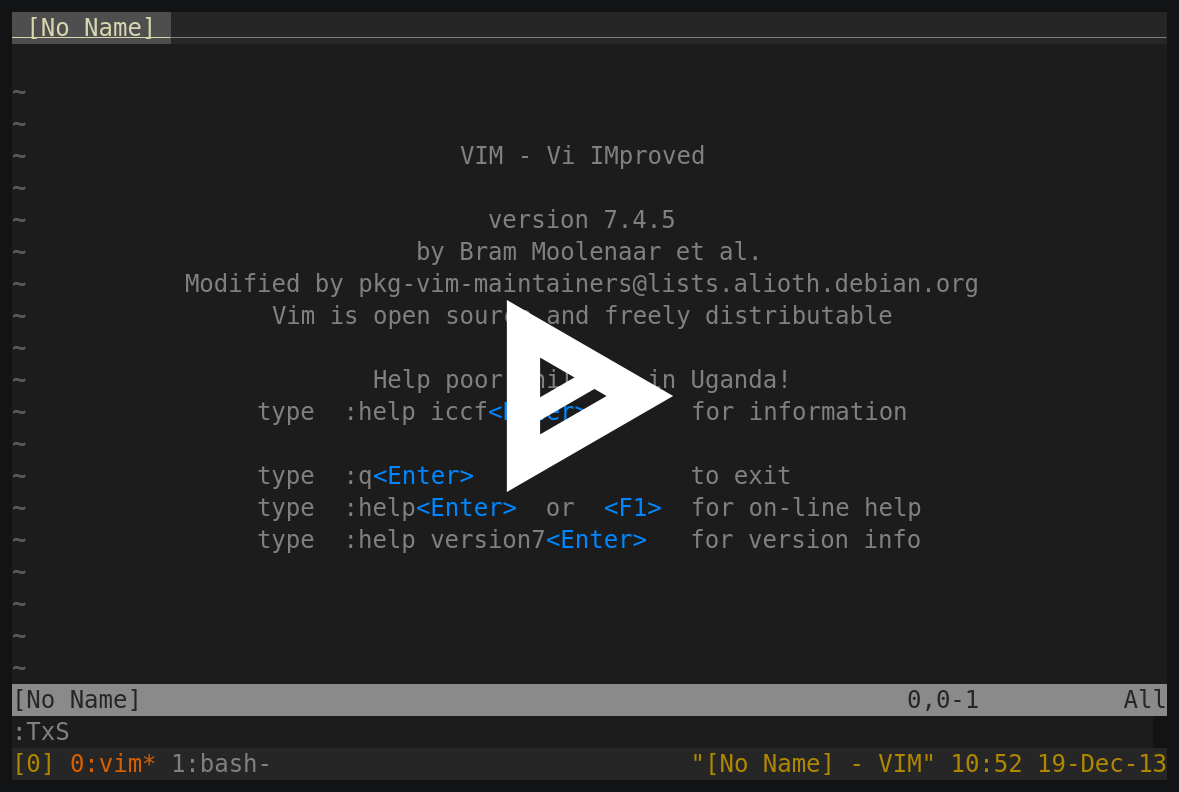 [No Name]
~
~
~ VIM - Vi IMproved
~
~ version 7.4.5
~ by Bram Moolenaar et al.
~ Modified by pkg-vim-maintainers@lists.alioth.debian.org
~ Vim is open source and freely distributable
~
~ Help poor in Uganda!
~ type :help iccf<Enter> for information
~
~ type :q<Enter> to exit
~ type :help<Enter> or <F1> for on-line help
~ type :help version7<Enter> for version info
~
~
~
~
[No Name] 0,0-1 All
:TxS
[0] 0:vim* 1:bash- "[No Name] - VIM" 10:52 19-Dec-13